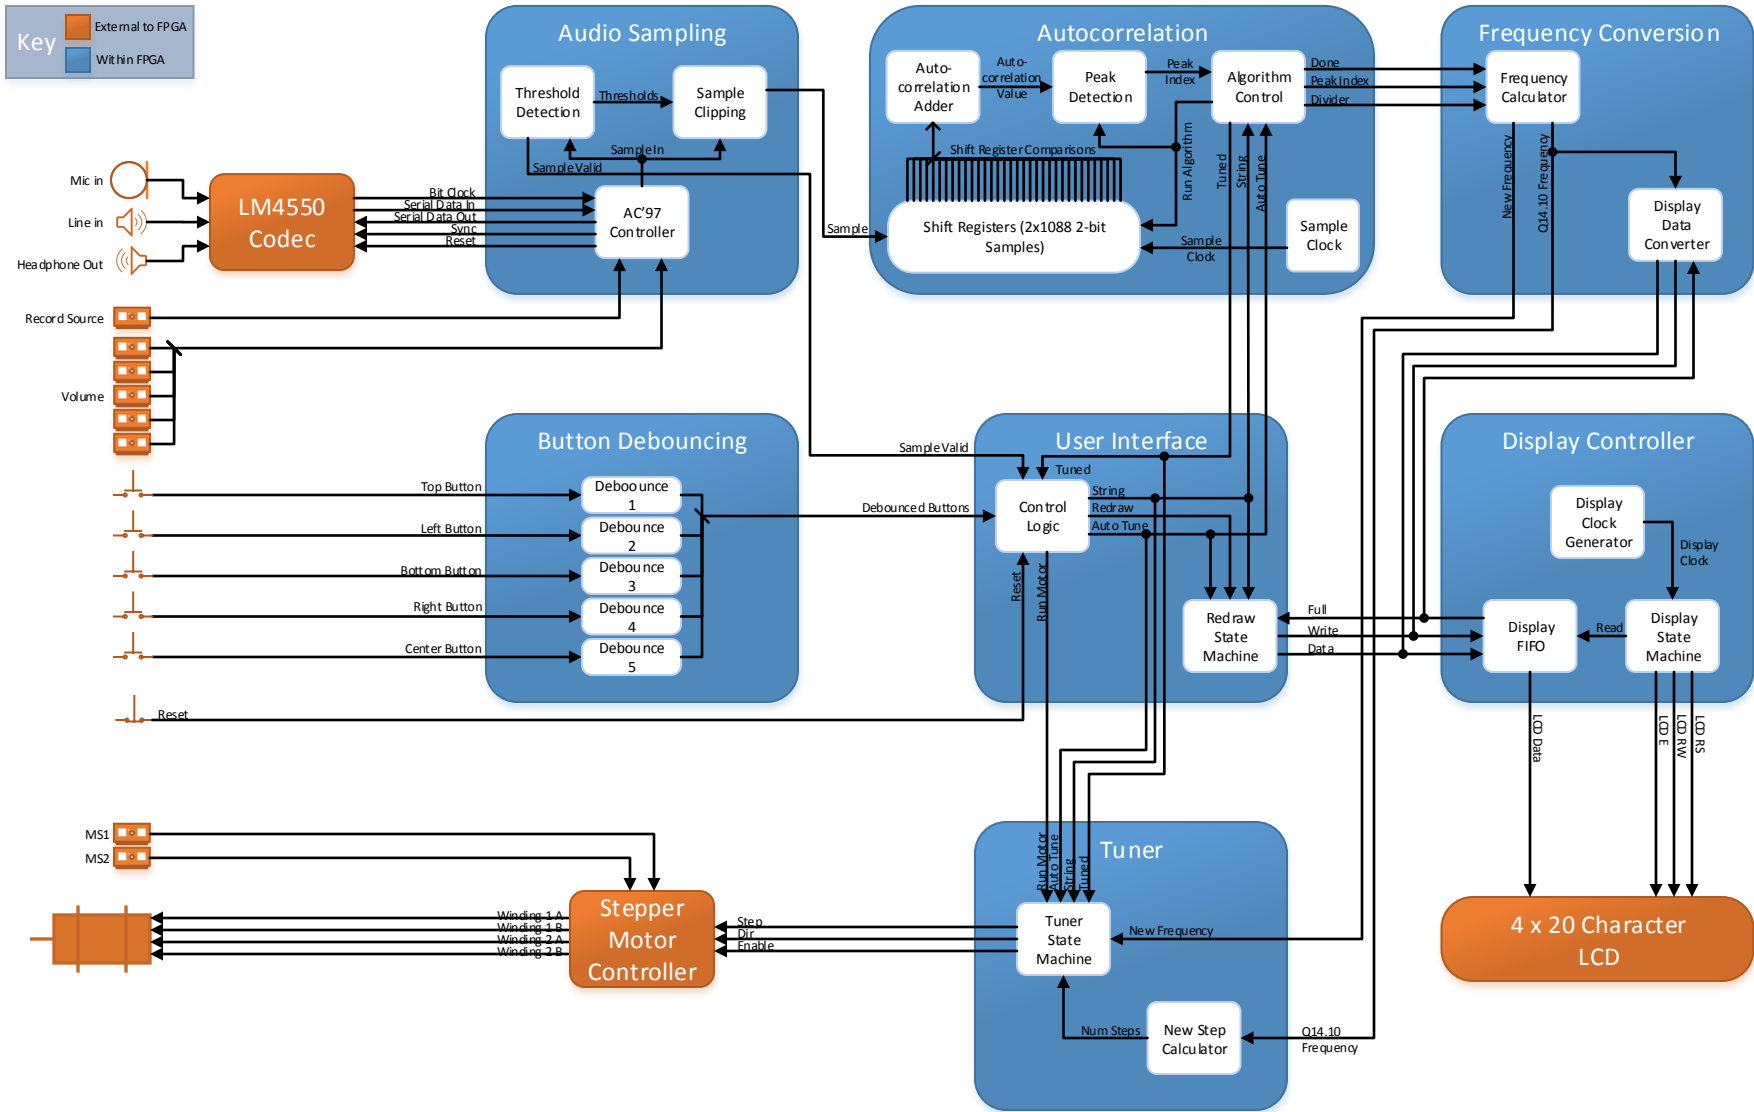 Key
External to FPGA
Within FPGA
Audio Sampling
Threshold
Detection
Thresholds
Sample
Clipping
Sample In
Sample Valid
AC'97
Controller
Mic in
Line in
Headphone Out
LM4550
Codec
Bit Clock
Serial Data In
Serial Data Out
Sync
Reset
Record Source
Volume
Autocorrelation
Auto-
correlation
Adder
Auto-
correlation
Value
Peak
Detection
Peak
Index
Algorithm
Control
Shift Register Comparisons
Run Algorithm
Tuned
String
Auto Tune
Sample
Shift Registers (2x1088 2-bit
Samples)
Sample
Clock
Sample
Clock
Frequency Conversion
Done
Peak Index
Divider
Frequency
Calculator
New Frequency
Q14.10 Frequency
Display
Data
Converter
Button Debouncing
Top Button
Left Button
Bottom Button
Right Button
Center Button
Reset
Deboounce
1
Debounce
2
Debounce
3
Debounce
4
Debounce
5
Debounced Buttons
Sample Valid
User Interface
Tuned
Control
Logic
String
Redraw
Auto Tune
Reset
Run Motor
Redraw
State
Machine
Full
Write
Data
Display Controller
Display
Clock
Generator
Display
Clock
Display
FIFO
Read
Display
State
Machine
LCD Data
LCD E
LCD RW
LCD RS
4 x 20 Character
LCD
MS1
MS2
Winding 1 A
Winding 1 B
Winding 2 A
Winding 2 B
Stepper
Motor
Controller
Step
Dir
Enable
Tuner
Run Motor
Auto Tune
String
Tuned
Tuner
State
Machine
New Frequency
Num Steps
New Step
Calculator
Q14.10
Frequency